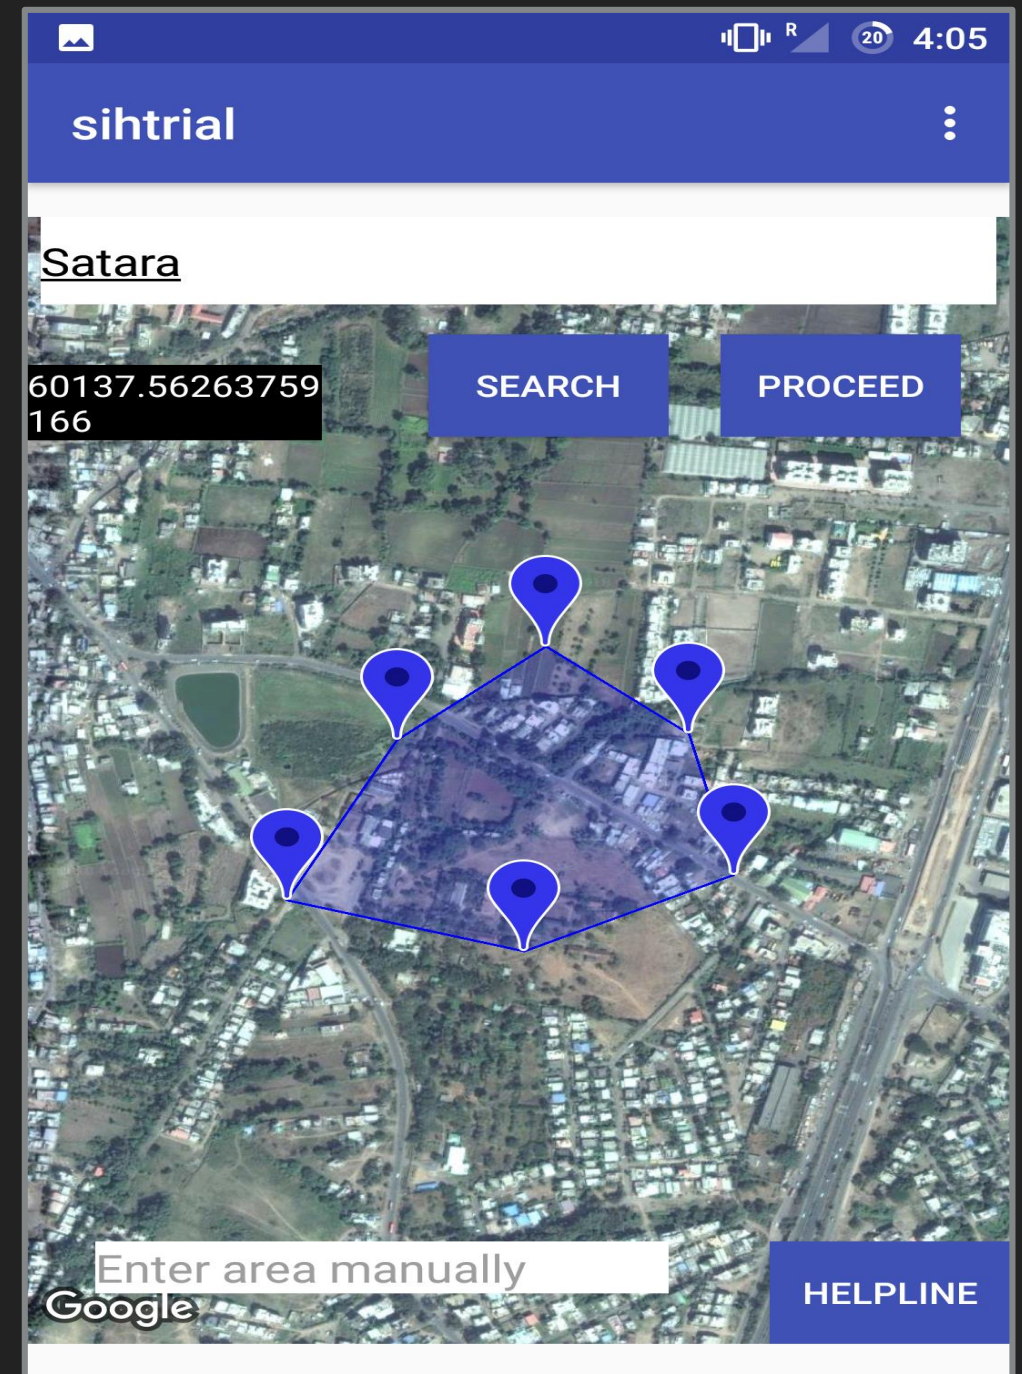 R 20 4:05
sihtrial
Satara
60137.56263759
166
SEARCH
PROCEED
Enter area manually
Google
HELPLINE